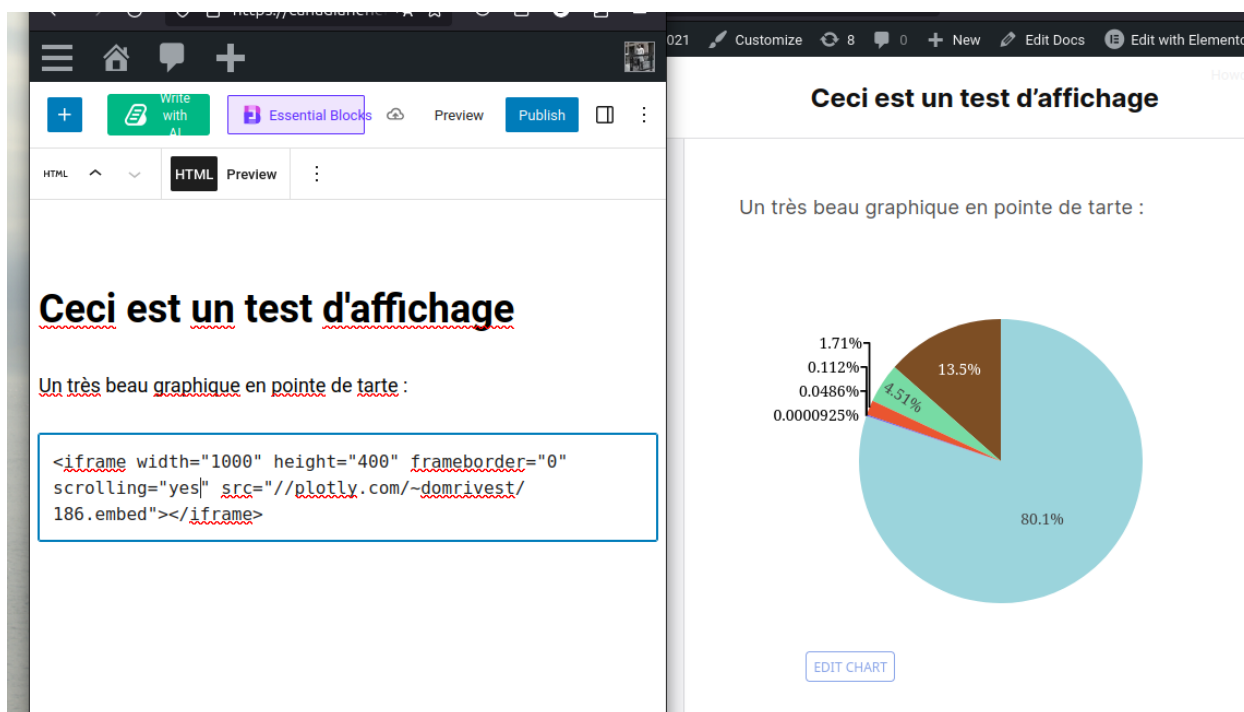 021 Customize 8 0 + New Edit Docs Edit with Elemento
Write
with
AI
Essential Blocks Preview Publish
HTML HTML Preview
Ceci est un test d'affichage
Un très beau graphique en pointe de tarte :
<iframe width="1000" height="400" frameborder="0"
scrolling="yes" src="//plotly.com/~domrivest/
186.embed"></iframe>
Howd
Ceci est un test d’affichage
Un très beau graphique en pointe de tarte :
1.71%
0.112%
0.0486%
0.0000925%
4.51%
13.5%
80.1%
EDIT CHART